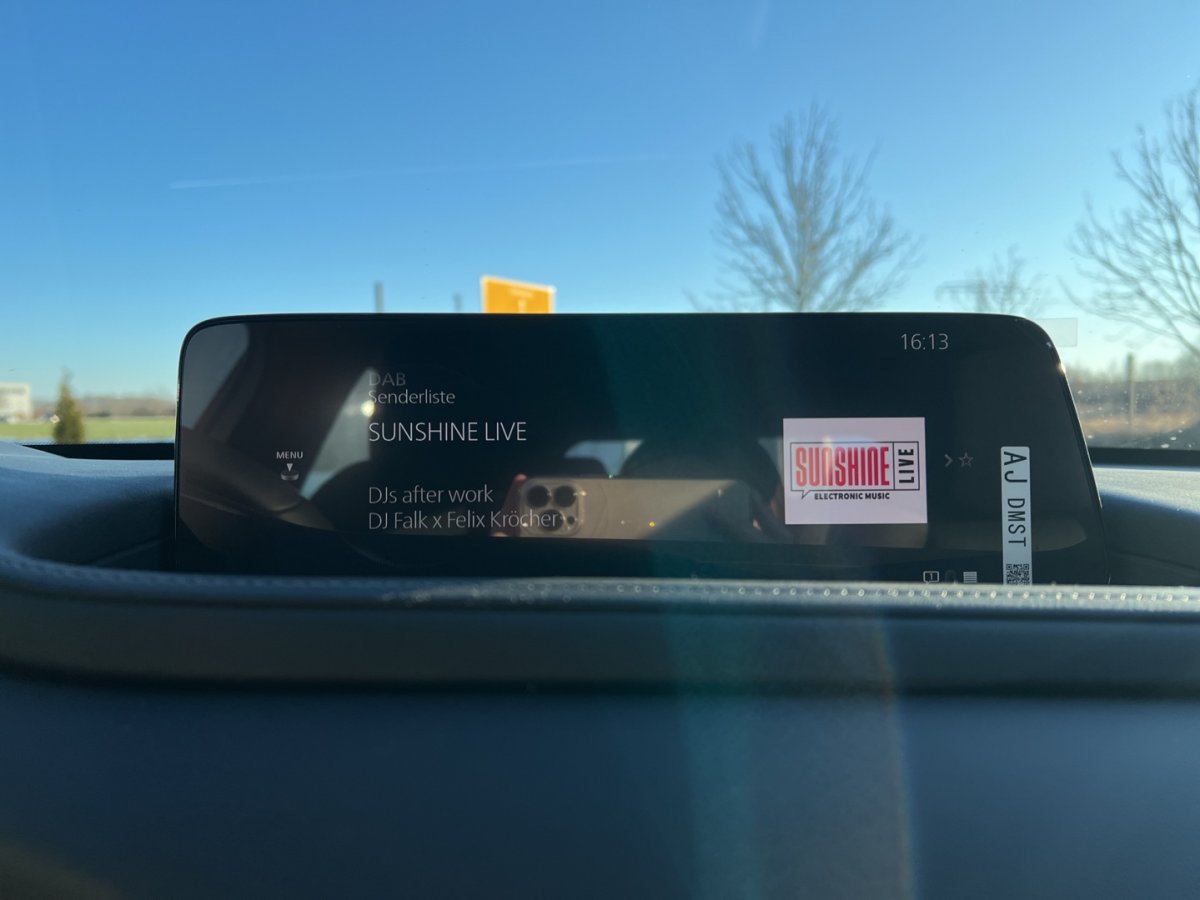 16:13
DAB
Senderliste
SUNSHINE LIVE
MENU
DJs after work
DJ Falk x Felix Kröcher
SUNSHINE
LIVE
ELECTRONIC MUSIC
AJ DMST